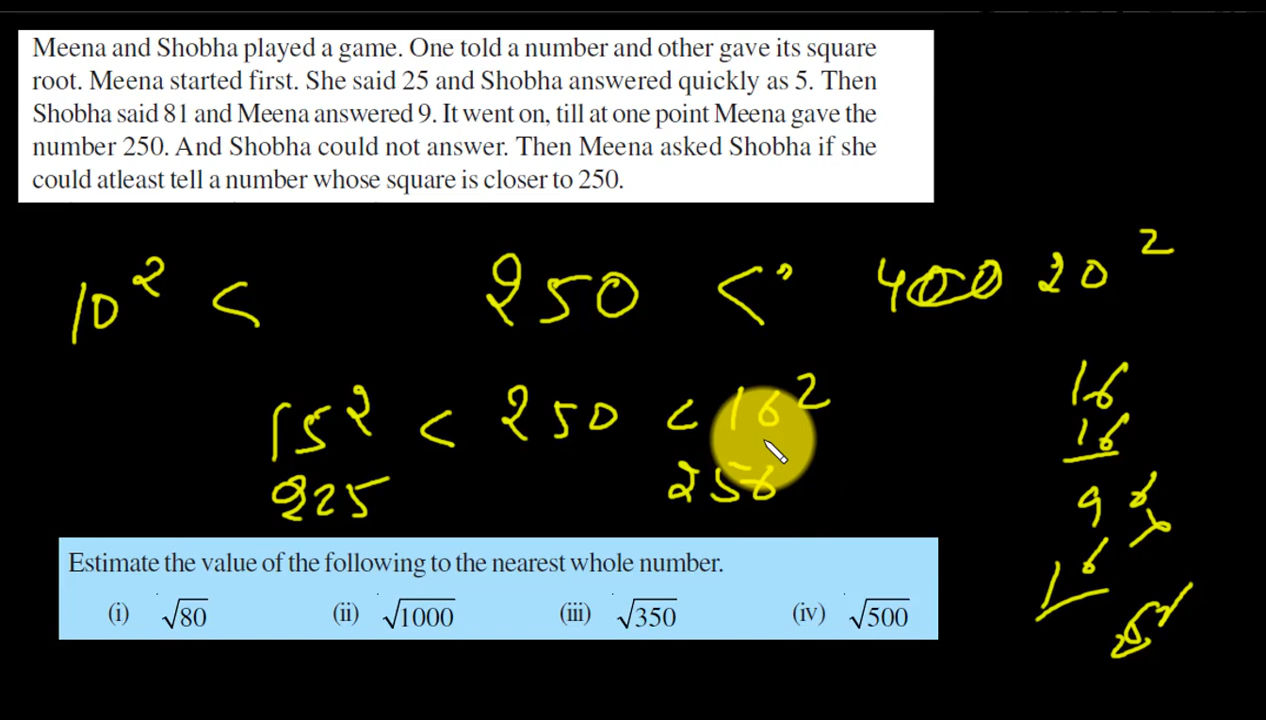 Meena and Shobha played a game. One told a number and other gave its square
root. Meena started first. She said 25 and Shobha answered quickly as 5. Then
Shobha said 81 and Meena answered 9. It went on, till at one point Meena gave the
number 250. And Shobha could not answer. Then Meena asked Shobha if she
could atleast tell a number whose square is closer to 250.
10² < 250 < 400 20²
15² < 250 < 16²
225 256
16
16
9 6
16
Estimate the value of the following to the nearest whole number.
(i) √80 (ii) √1000 (iii) √350 (iv) √500